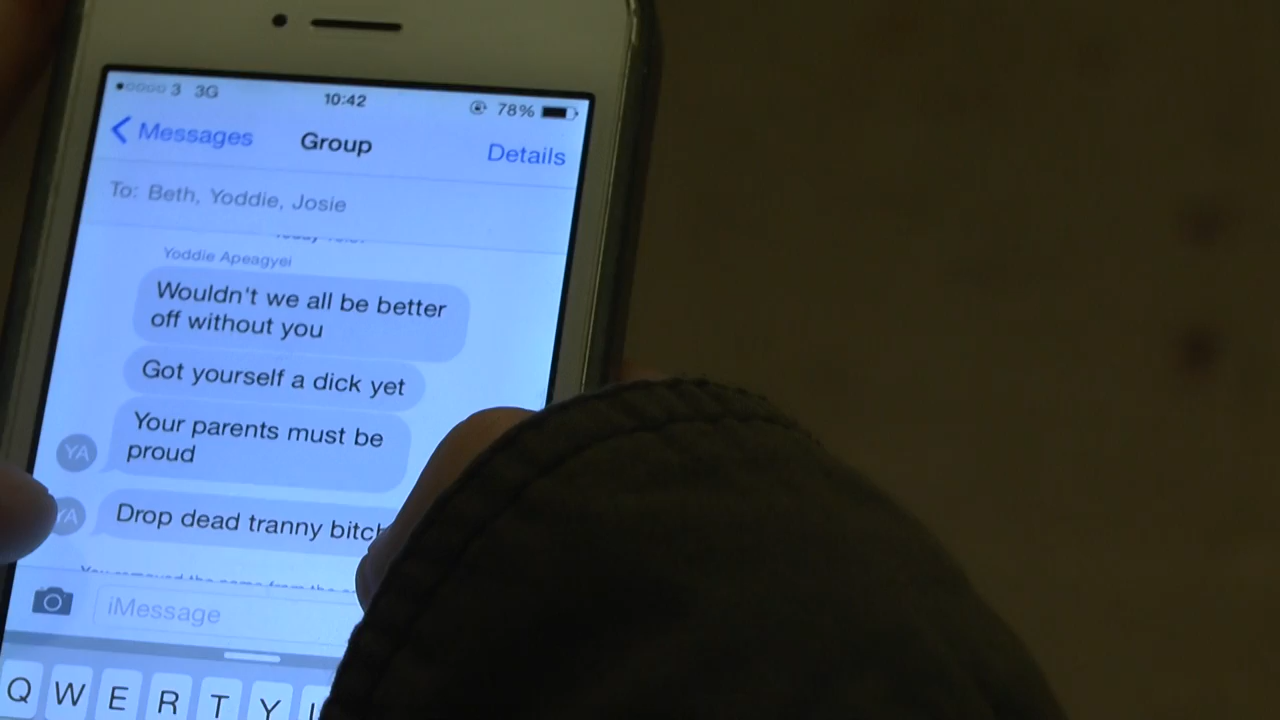 3 3G 10:42 78%
Messages Group Details
To: Beth, Yoddie, Josie
Yoddie Apeagyei
Wouldn't we all be better
off without you
Got yourself a dick yet
Your parents must be
proud
YA
Drop dead tranny bitch
YA
iMessage
Q W E R T Y